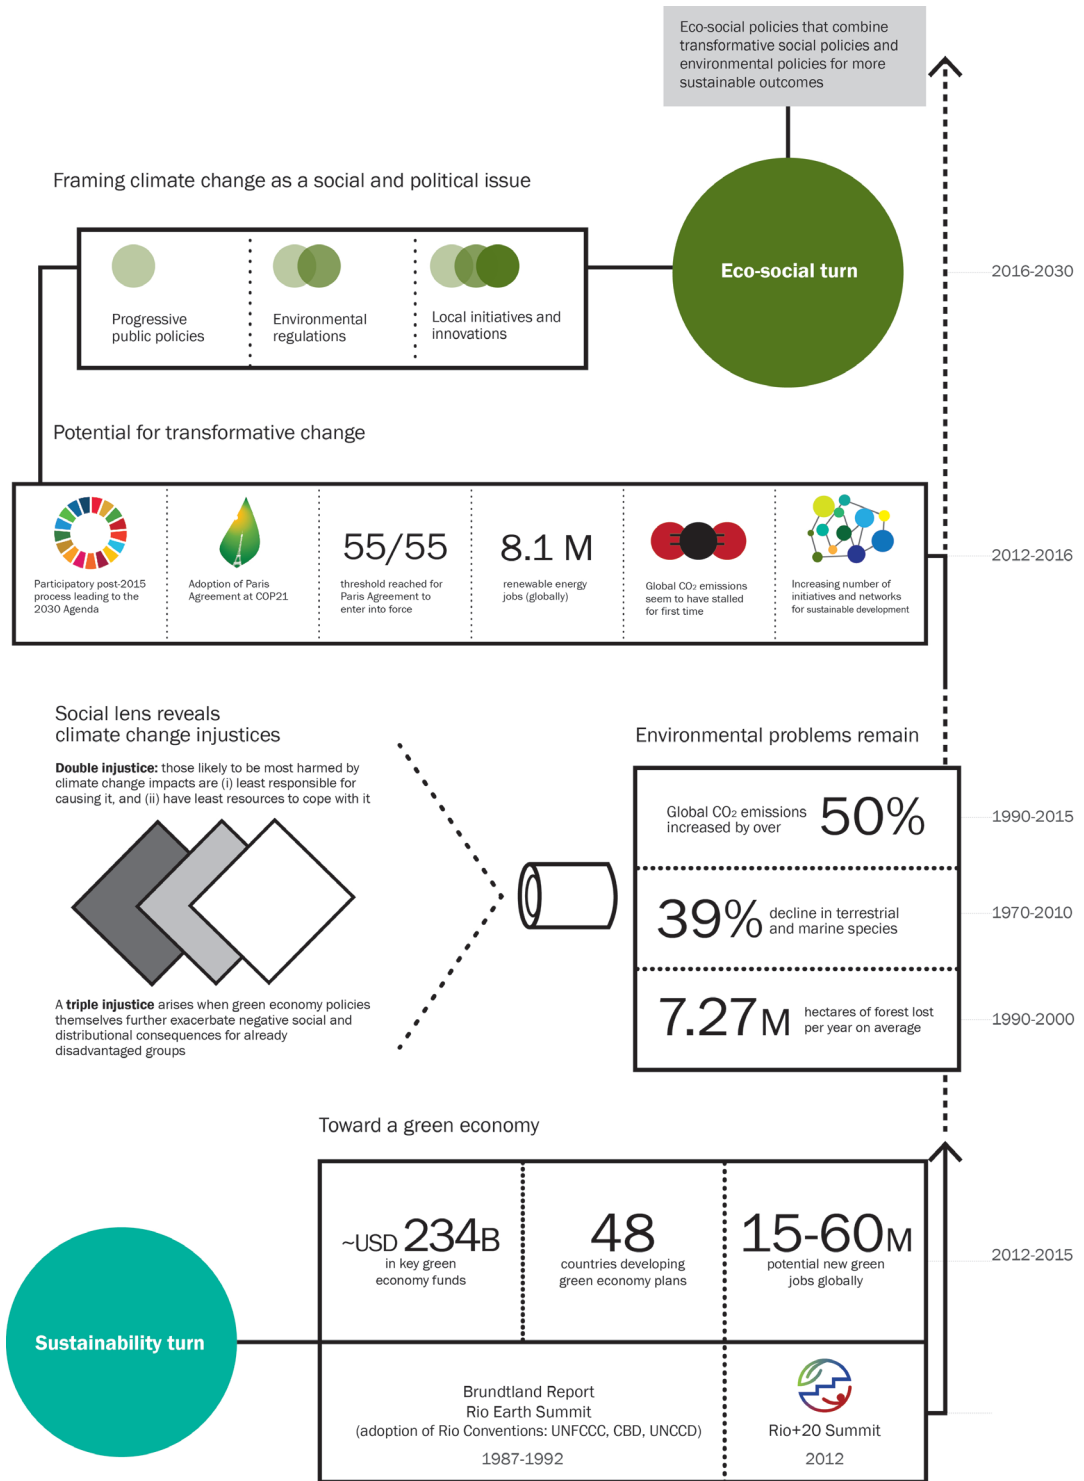 Eco-social policies that combine
transformative social policies and
environmental policies for more
sustainable outcomes
Framing climate change as a social and political issue
Progressive
public policies
Environmental
regulations
Local initiatives and
innovations
Eco-social turn
2016-2030
Potential for transformative change
Participatory post-2015
process leading to the
2030 Agenda
Adoption of Paris
Agreement at COP21
55/55
threshold reached for
Paris Agreement to
enter into force
8.1 M
renewable energy
jobs (globally)
Global CO2 emissions
seem to have stalled
for first time
Increasing number of
initiatives and networks
for sustainable development
2012-2016
Social lens reveals
climate change injustices
Double injustice: those likely to be most harmed by
climate change impacts are (i) least responsible for
causing it, and (ii) have least resources to cope with it
A triple injustice arises when green economy policies
themselves further exacerbate negative social and
distributional consequences for already
disadvantaged groups
Environmental problems remain
Global CO2 emissions
increased by over
50%
1990-2015
39%
decline in terrestrial
and marine species
1970-2010
7.27M
hectares of forest lost
per year on average
1990-2000
Toward a green economy
~USD 234B
in key green
economy funds
48
countries developing
green economy plans
15-60M
potential new green
jobs globally
2012-2015
Sustainability turn
Brundtland Report
Rio Earth Summit
(adoption of Rio Conventions: UNFCCC, CBD, UNCCD)
1987-1992
Rio+20 Summit
2012